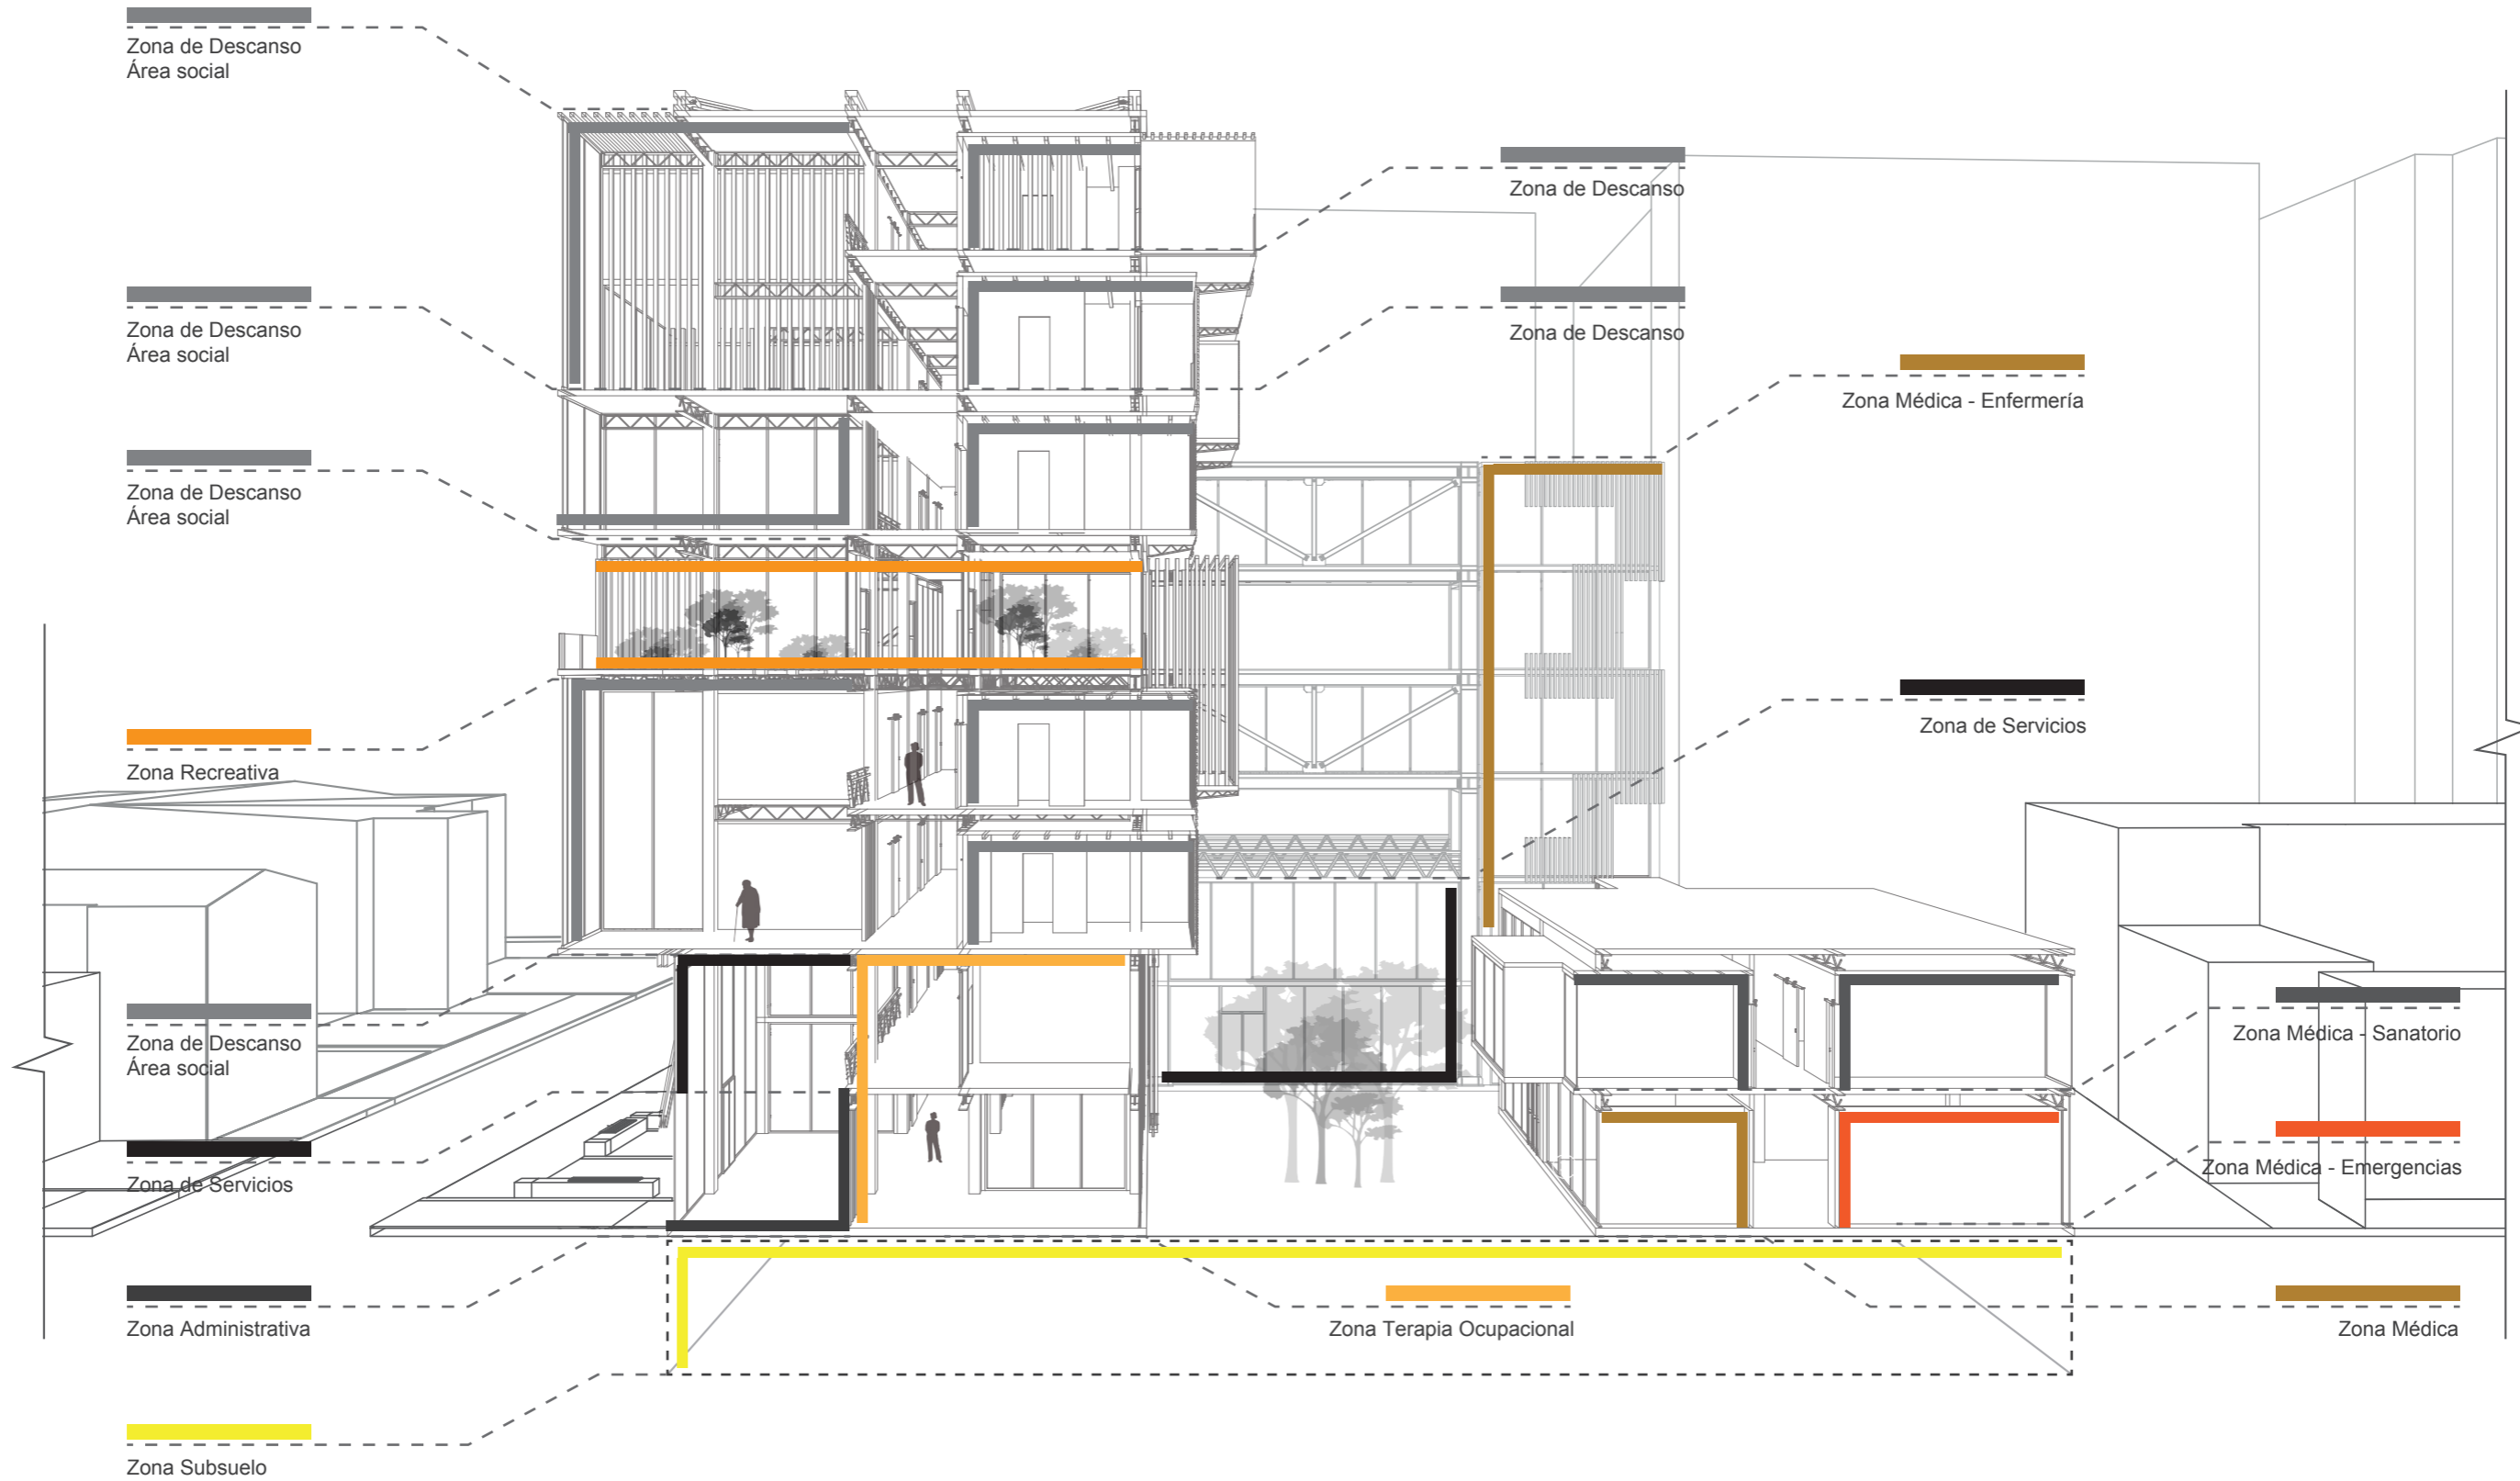 Zona de Descanso
Área social
Zona de Descanso
Área social
Zona de Descanso
Área social
Zona Recreativa
Zona de Descanso
Área social
Zona de Servicios
Zona Administrativa
Zona Subsuelo
Zona Terapia Ocupacional
Zona de Descanso
Zona de Descanso
Zona Médica - Enfermería
Zona de Servicios
Zona Médica - Sanatorio
Zona Médica - Emergencias
Zona Médica